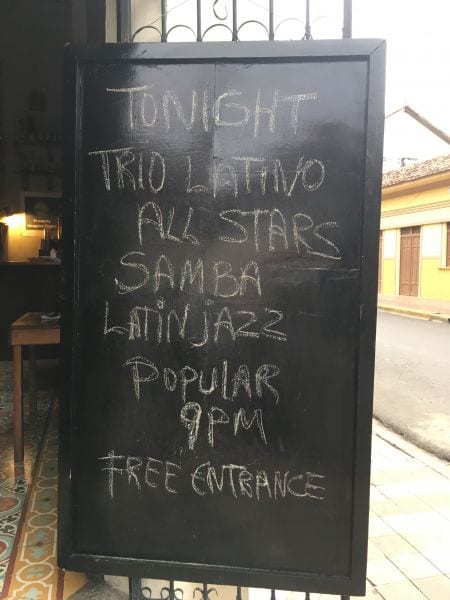 TONIGHT
TRIO LATINO
ALL STARS
SAMBA
LATIN JAZZ
POPULAR
9PM
FREE ENTRANCE